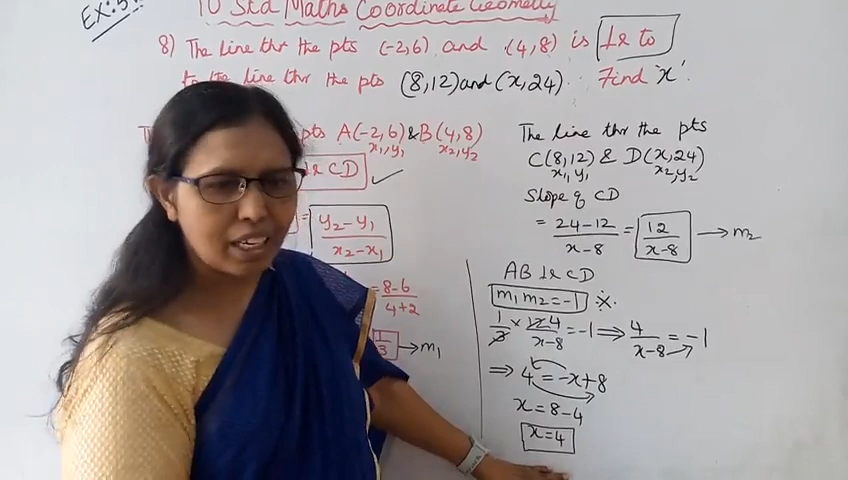 EX:5.
10 Std Maths Coordinate Geometry
8) The line thr the pts (-2,6) and (4,8) is ⊥r to
to the line thr the pts (8,12) and (x,24). Find 'x'.
pts A(-2,6) & B(4,8)
x₁,y₁ x₂,y₂
⊥r CD ✓
= y₂-y₁ / x₂-x₁
= 8-6 / 4+2
1/3 → m₁
The line thr the pts
C(8,12) & D(x,24)
x₁,y₁ x₂,y₂
Slope of CD
= 24-12 / x-8 = 12 / x-8 → m₂
AB ⊥r CD
m₁ m₂ = -1 ※
1/3 × 12 4 / x-8 = -1 ⇒ 4 / x-8 = -1
⇒ 4 = -x+8
x = 8-4
x=4